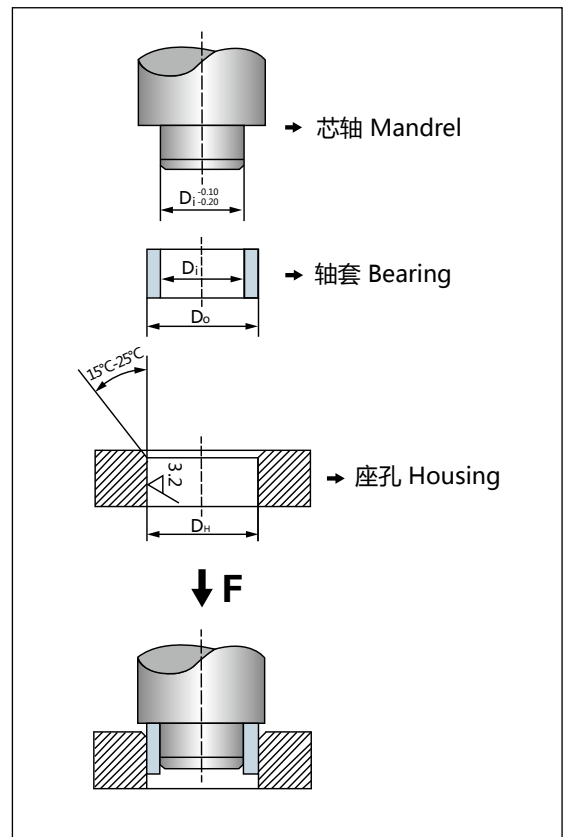 芯轴 Mandrel
Di -0.10 -0.20
轴套 Bearing
Di
Do
15℃-25℃
3.2
座孔 Housing
DH
F